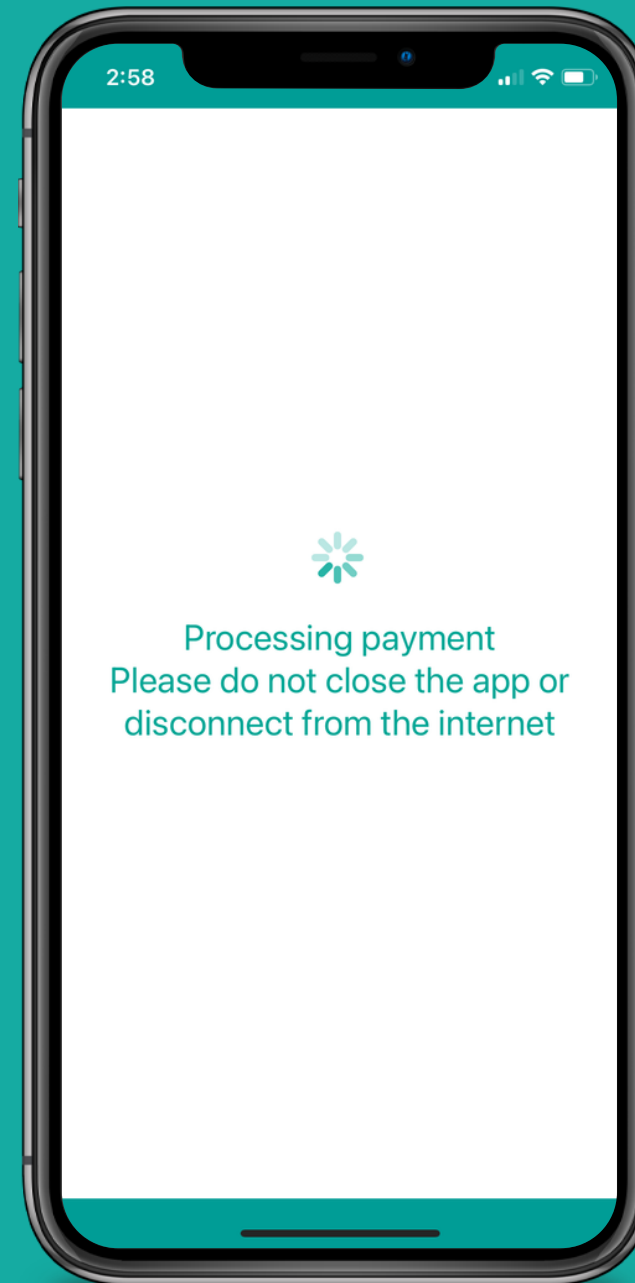 2:58
Processing payment
Please do not close the app or
disconnect from the internet